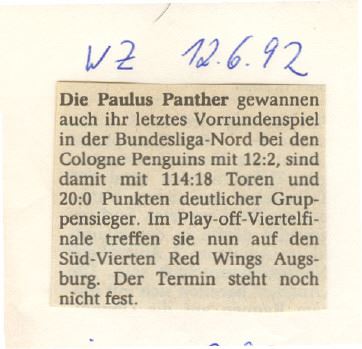 WZ 12.6.92
Die Paulus Panther gewannen
auch ihr letztes Vorrundenspiel
in der Bundesliga-Nord bei den
Cologne Penguins mit 12:2, sind
damit mit 114:18 Toren und
20:0 Punkten deutlicher Grup-
pensieger. Im Play-off-Viertelfi-
nale treffen sie nun auf den
Süd-Vierten Red Wings Augs-
burg. Der Termin steht noch
nicht fest.